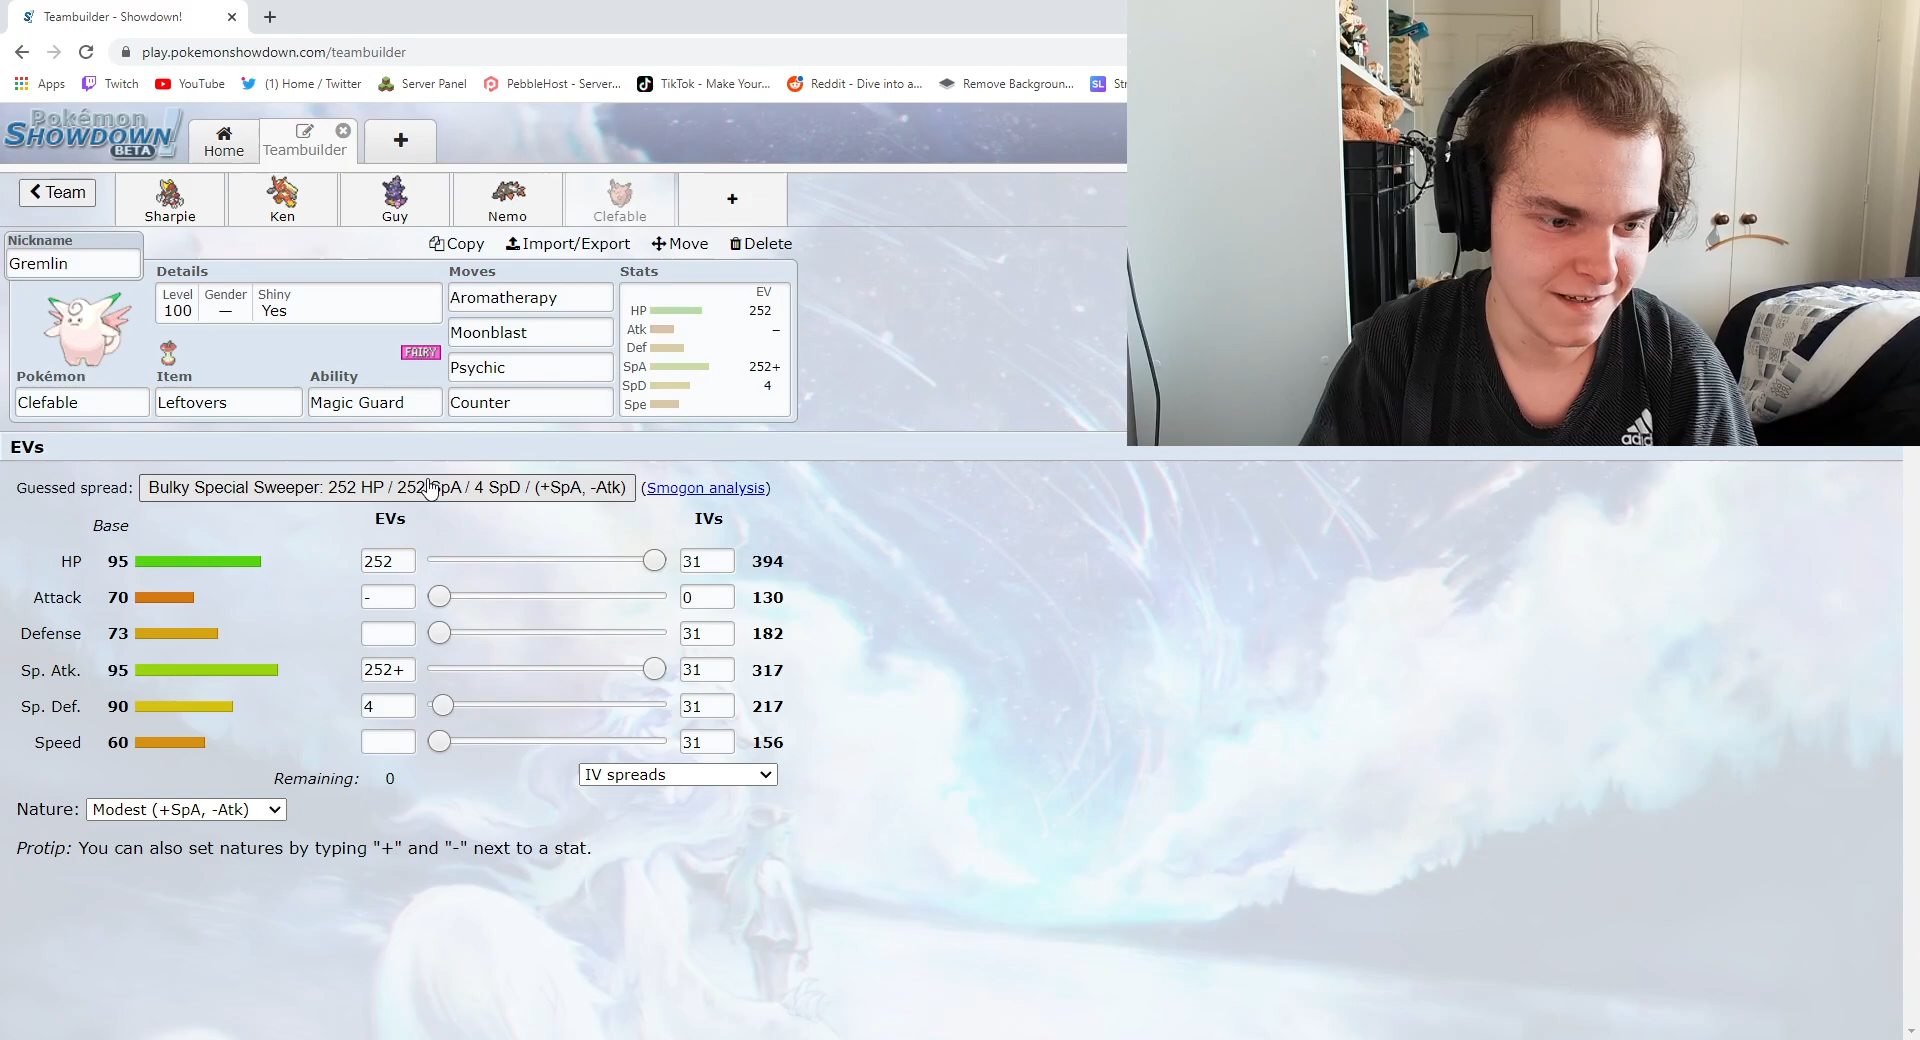 Teambuilder - Showdown!
play.pokemonshowdown.com/teambuilder
Apps Twitch YouTube (1) Home / Twitter Server Panel PebbleHost - Server... TikTok - Make Your... Reddit - Dive into a... Remove Backgroun... SL Str
Pokémon
SHOWDOWN!
BETA
Home
Teambuilder
+
Team
Sharpie Ken Guy Nemo Clefable
+
Nickname
Gremlin
Copy Import/Export Move Delete
Details Moves Stats
Level Gender Shiny
100 — Yes
FAIRY
Pokémon Item Ability
Clefable Leftovers Magic Guard
Aromatherapy
Moonblast
Psychic
Counter
EV
HP 252
Atk –
Def
SpA 252+
SpD 4
Spe
EVs
Guessed spread: Bulky Special Sweeper: 252 HP / 252 SpA / 4 SpD / (+SpA, -Atk) (Smogon analysis)
Base EVs IVs
HP 95 252 31 394
Attack 70 - 0 130
Defense 73 31 182
Sp. Atk. 95 252+ 31 317
Sp. Def. 90 4 31 217
Speed 60 31 156
Remaining: 0 IV spreads
Nature: Modest (+SpA, -Atk)
Protip: You can also set natures by typing "+" and "-" next to a stat.
adid